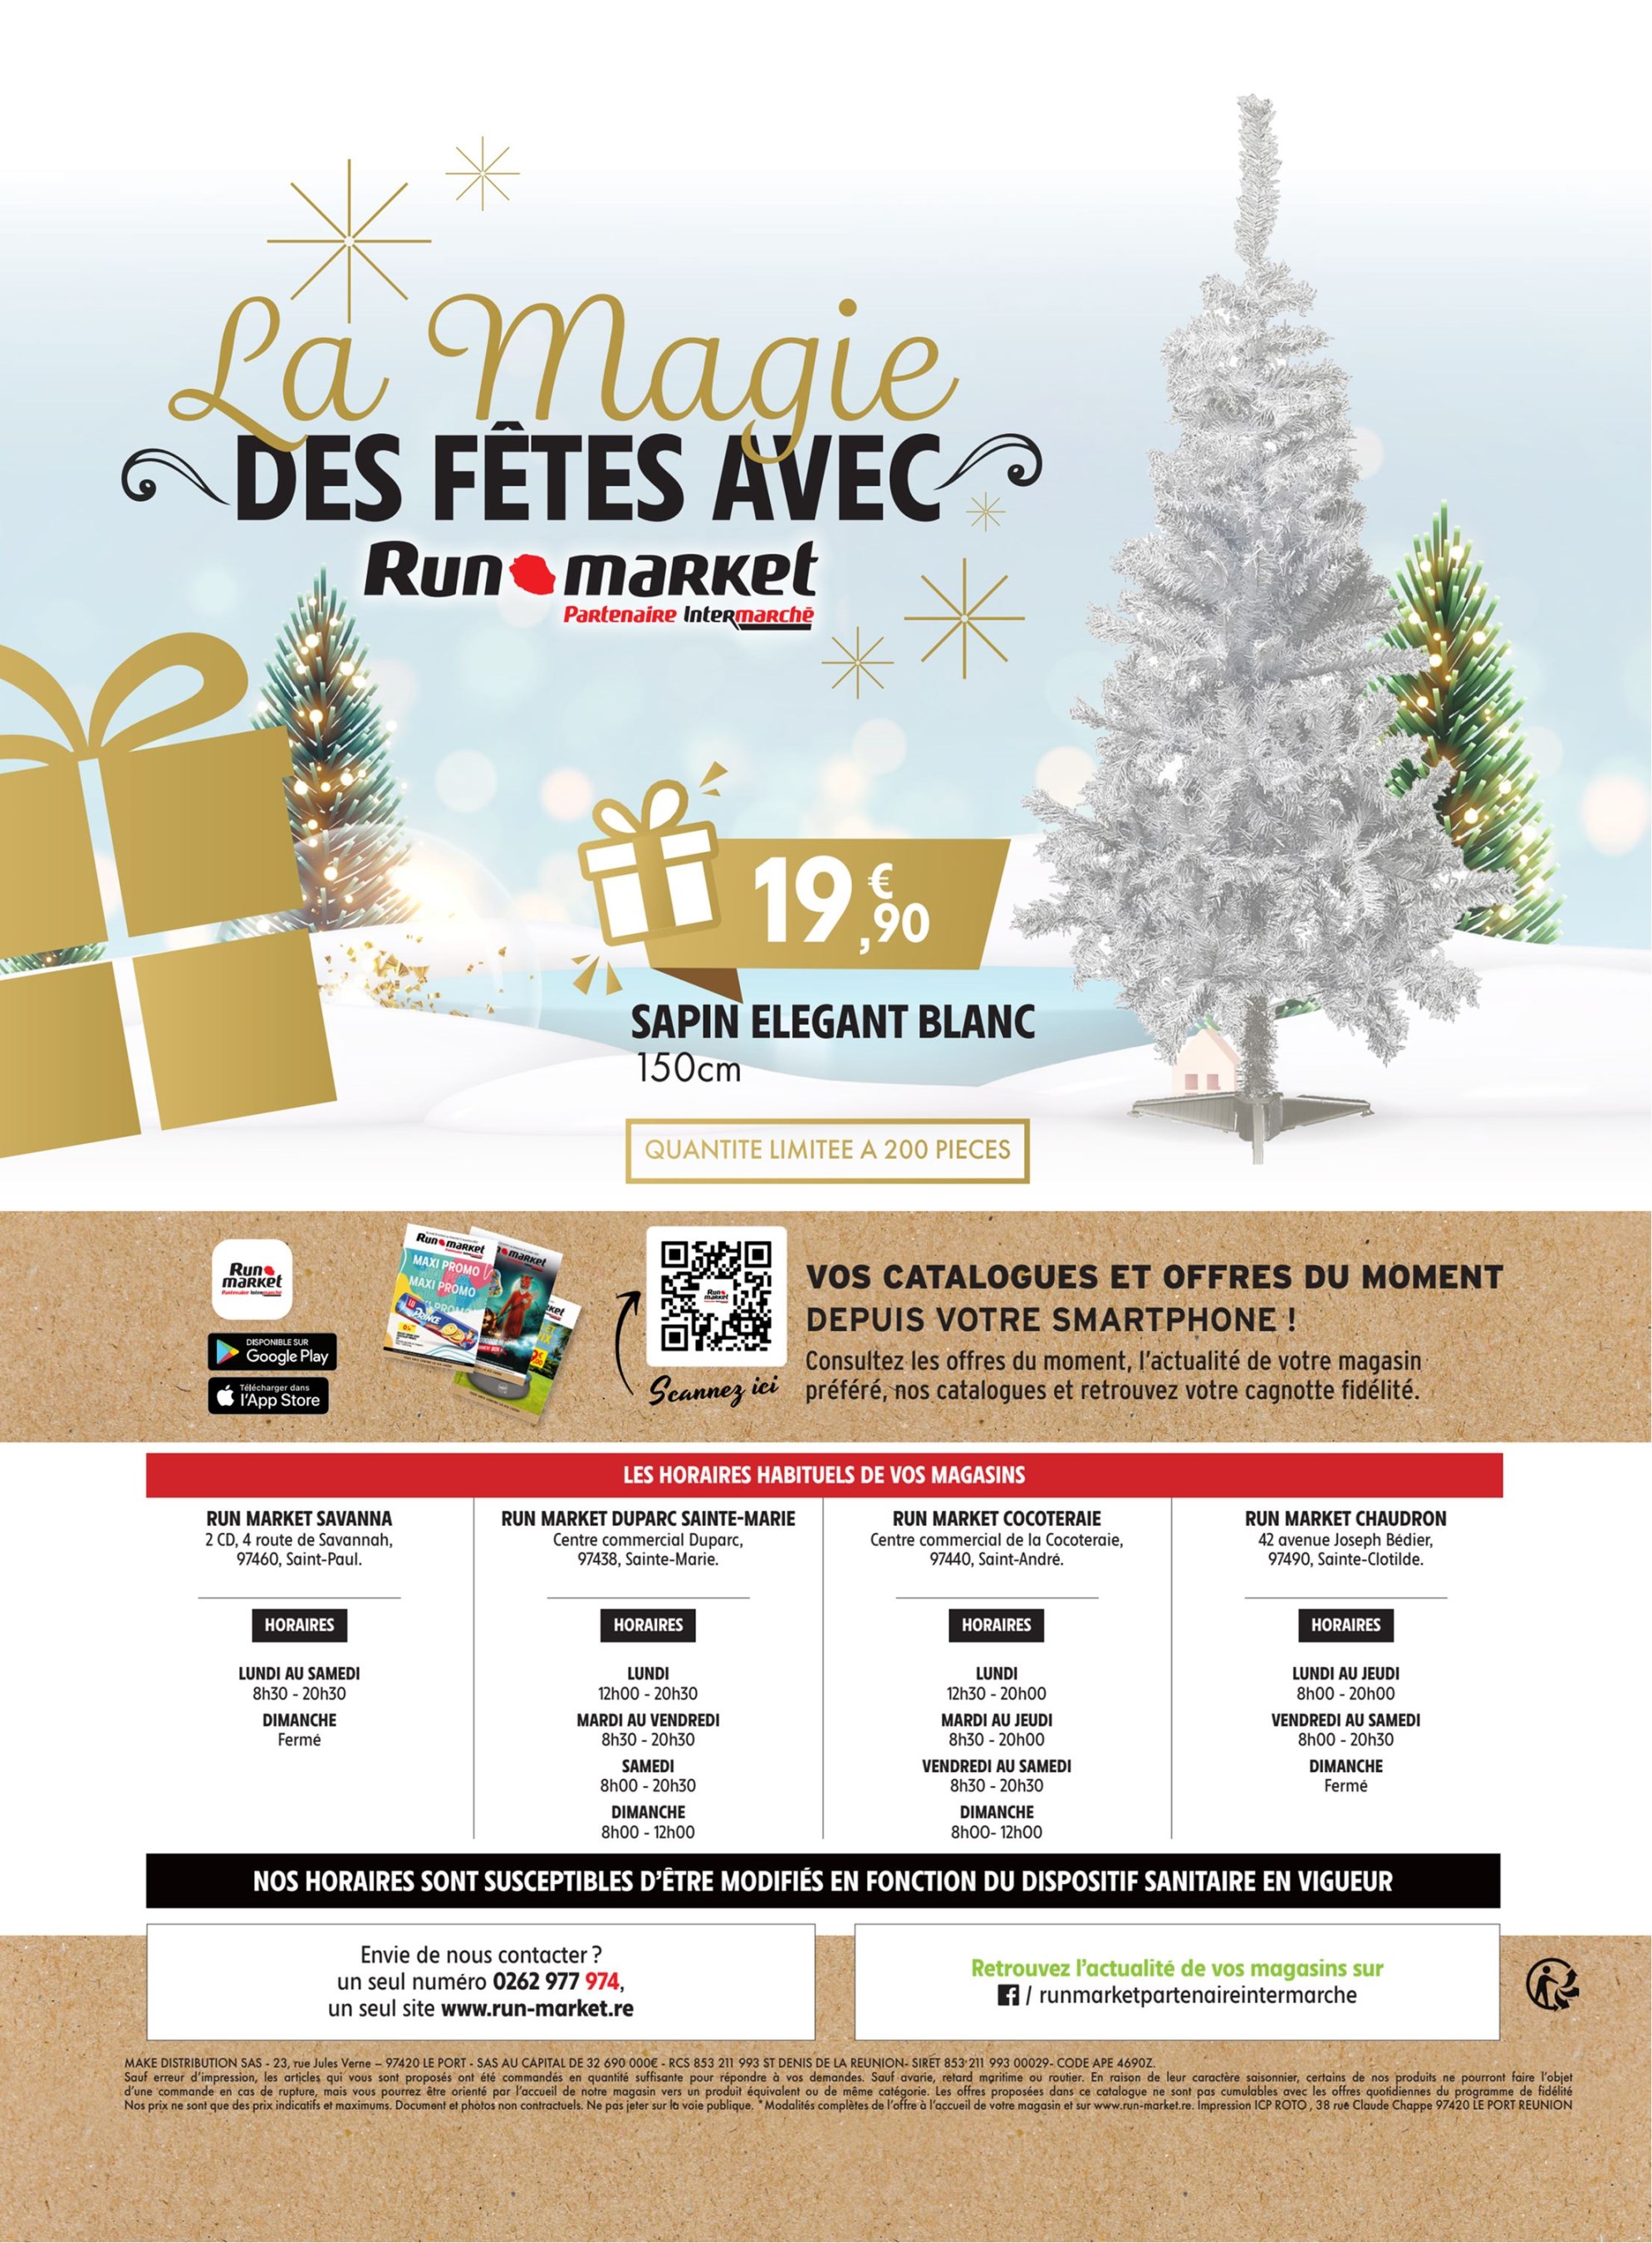 La Magie
DES FÊTES AVEC
Run market
Partenaire Intermarchē
19,€90
SAPIN ELEGANT BLANC
150cm
QUANTITE LIMITEE A 200 PIECES
Run market
DISPONIBLE SUR
Google Play
Télécharger dans
l'App Store
Run market
MAXI PROMO
MAXI PROMO
PRINCE
Run market
Scannez ici
VOS CATALOGUES ET OFFRES DU MOMENT
DEPUIS VOTRE SMARTPHONE !
Consultez les offres du moment, l'actualité de votre magasin
préféré, nos catalogues et retrouvez votre cagnotte fidélité.
LES HORAIRES HABITUELS DE VOS MAGASINS
RUN MARKET SAVANNA
2 CD, 4 route de Savannah,
97460, Saint-Paul.
HORAIRES
LUNDI AU SAMEDI
8h30 - 20h30
DIMANCHE
Fermé
RUN MARKET DUPARC SAINTE-MARIE
Centre commercial Duparc,
97438, Sainte-Marie.
HORAIRES
LUNDI
12h00 - 20h30
MARDI AU VENDREDI
8h30 - 20h30
SAMEDI
8h00 - 20h30
DIMANCHE
8h00 - 12h00
RUN MARKET COCOTERAIE
Centre commercial de la Cocoteraie,
97440, Saint-André.
HORAIRES
LUNDI
12h30 - 20h00
MARDI AU JEUDI
8h30 - 20h00
VENDREDI AU SAMEDI
8h30 - 20h30
DIMANCHE
8h00- 12h00
RUN MARKET CHAUDRON
42 avenue Joseph Bédier,
97490, Sainte-Clotilde.
HORAIRES
LUNDI AU JEUDI
8h00 - 20h00
VENDREDI AU SAMEDI
8h00 - 20h30
DIMANCHE
Fermé
NOS HORAIRES SONT SUSCEPTIBLES D'ÊTRE MODIFIÉS EN FONCTION DU DISPOSITIF SANITAIRE EN VIGUEUR
Envie de nous contacter ?
un seul numéro 0262 977 974,
un seul site www.run-market.re
Retrouvez l'actualité de vos magasins sur
/ runmarketpartenaireintermarche
MAKE DISTRIBUTION SAS - 23, rue Jules Verne – 97420 LE PORT - SAS AU CAPITAL DE 32 690 000€ - RCS 853 211 993 ST DENIS DE LA REUNION- SIRET 853 211 993 00029- CODE APE 4690Z.
Sauf erreur d'impression, les articles qui vous sont proposés ont été commandés en quantité suffisante pour répondre à vos demandes. Sauf avarie, retard maritime ou routier. En raison de leur caractère saisonnier, certains de nos produits ne pourront faire l'objet
d'une commande en cas de rupture, mais vous pourrez être orienté par l'accueil de notre magasin vers un produit équivalent ou de même catégorie. Les offres proposées dans ce catalogue ne sont pas cumulables avec les offres quotidiennes du programme de fidélité
Nos prix ne sont que des prix indicatifs et maximums. Document et photos non contractuels. Ne pas jeter sur la voie publique. *Modalités complètes de l'offre à l'accueil de votre magasin et sur www.run-market.re. Impression ICP ROTO , 38 rue Claude Chappe 97420 LE PORT REUNION